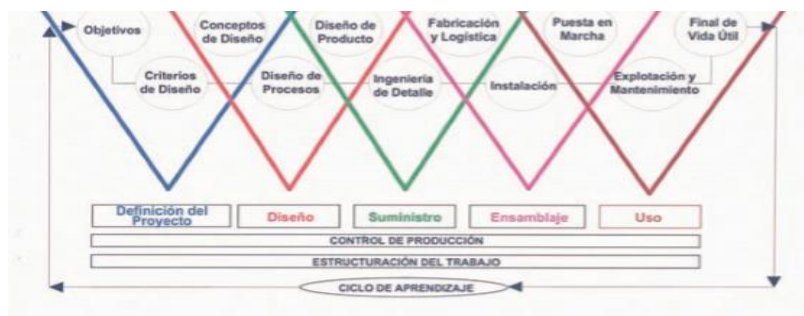 Objetivos
Conceptos
de Diseño
Diseño de
Producto
Fabricación
y Logística
Puesta en
Marcha
Final de
Vida Útil
Criterios
de Diseño
Diseño de
Procesos
Ingeniería
de Detalle
Instalación
Explotación y
Mantenimiento
Definición del
Proyecto
Diseño
Suministro
Ensamblaje
Uso
CONTROL DE PRODUCCIÓN
ESTRUCTURACIÓN DEL TRABAJO
CICLO DE APRENDIZAJE